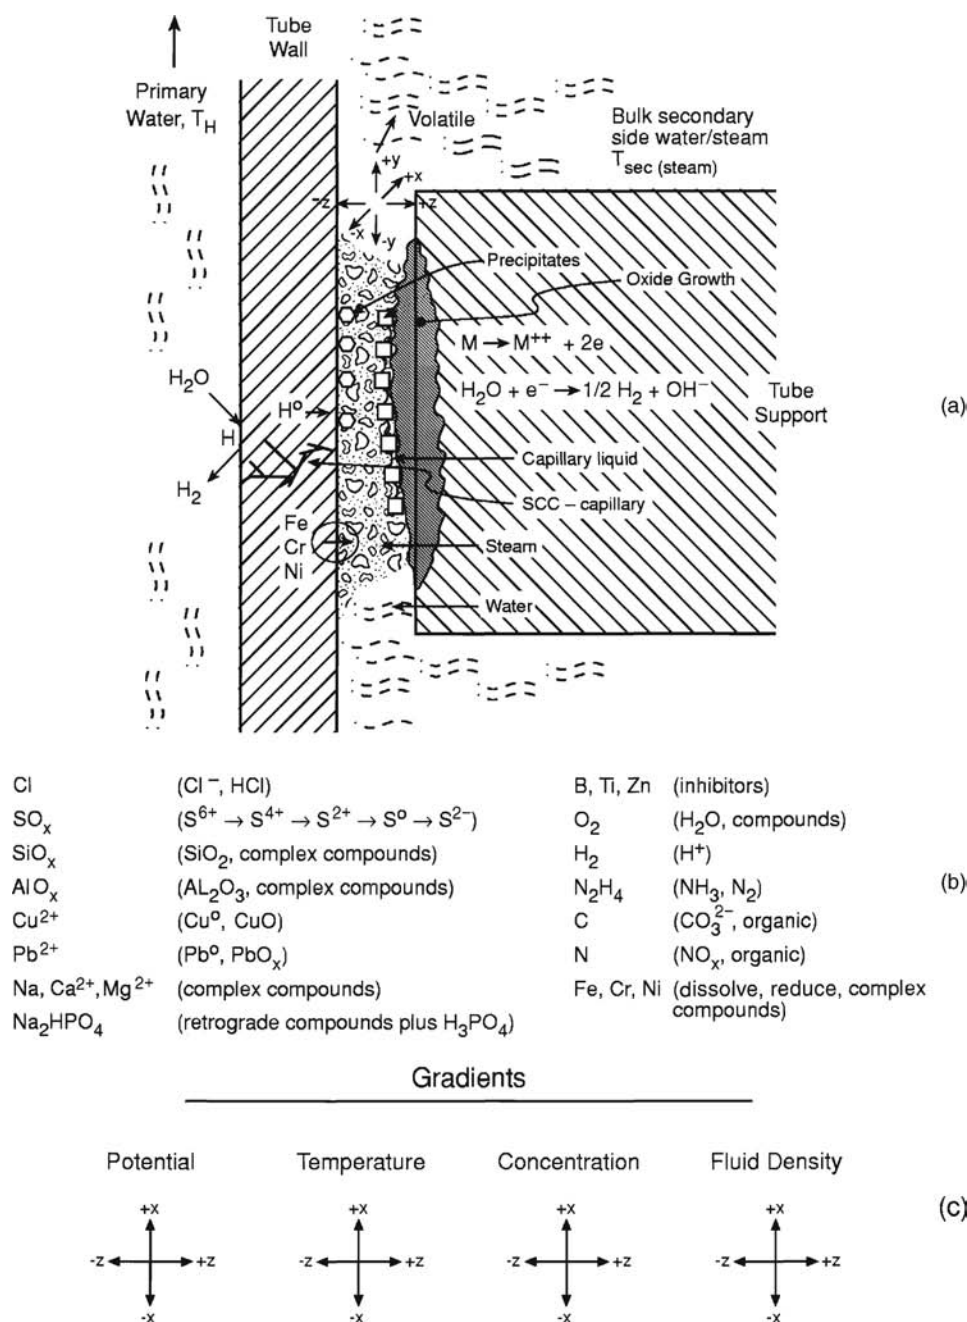 Tube
Wall
Primary
Water, T_H
Volatile
Bulk secondary
side water/steam
T_sec (steam)
+y
+x
-z
+z
-x
-y
Precipitates
Oxide Growth
M → M⁺⁺ + 2e
H₂O + e⁻ → 1/2 H₂ + OH⁻
Tube
Support
(a)
H₂O
H
H₂
Hº
Capillary liquid
SCC – capillary
Fe
Cr
Ni
Steam
Water
Cl (Cl⁻, HCl)
SOₓ (S⁶⁺ → S⁴⁺ → S²⁺ → Sº → S²⁻)
SiOₓ (SiO₂, complex compounds)
AlOₓ (AL₂O₃, complex compounds)
Cu²⁺ (Cuº, CuO)
Pb²⁺ (Pbº, PbOₓ)
Na, Ca²⁺, Mg²⁺ (complex compounds)
Na₂HPO₄ (retrograde compounds plus H₃PO₄)
B, Ti, Zn (inhibitors)
O₂ (H₂O, compounds)
H₂ (H⁺)
N₂H₄ (NH₃, N₂)
C (CO₃²⁻, organic)
N (NOₓ, organic)
Fe, Cr, Ni (dissolve, reduce, complex
compounds)
(b)
Gradients
Potential Temperature Concentration Fluid Density
(c)
+x +x +x +x
-z +z -z +z -z +z -z +z
-x -x -x -x